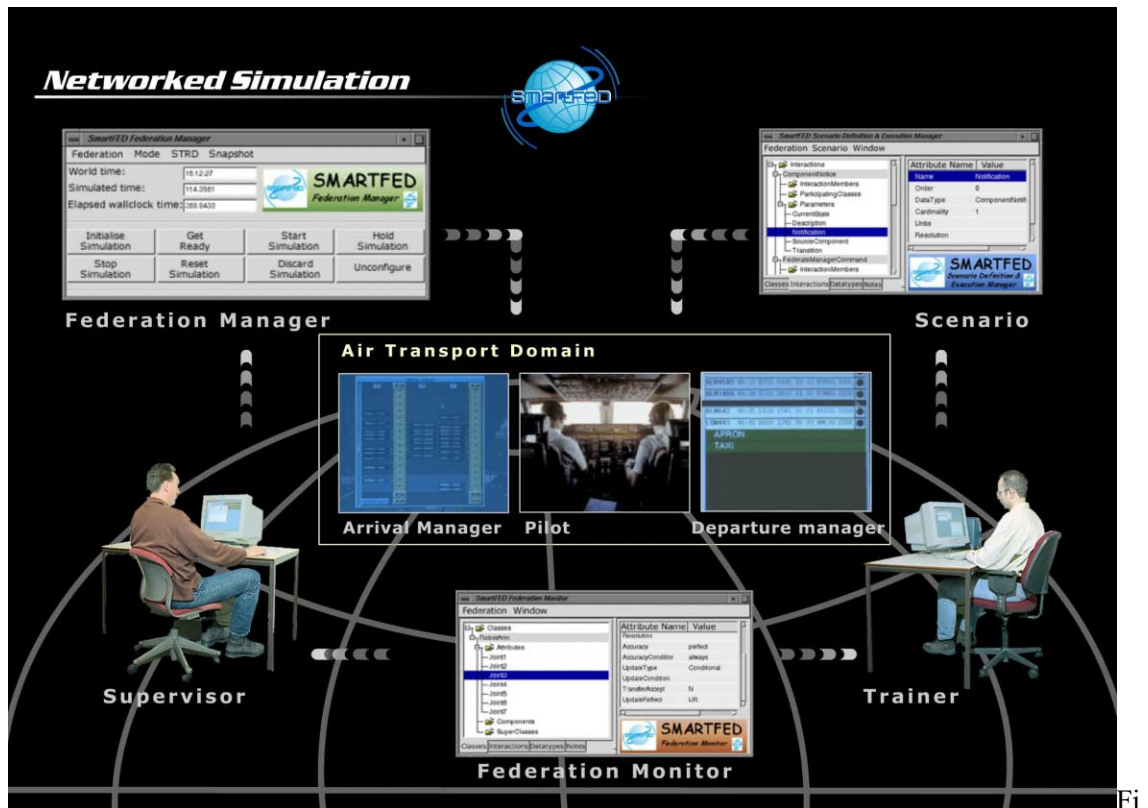 Networked Simulation
SMARTFED
SmartFED Federation Manager
Federation Mode STRD Snapshot
World time:
Simulated time:
114.3561
Elapsed wallclock time:
SMARTFED
Federation Manager
Initialise Simulation
Get Ready
Start Simulation
Hold Simulation
Stop Simulation
Reset Simulation
Discard Simulation
Unconfigure
Federation Manager
SmartFED Scenario Definition & Execution Manager
Federation Scenario Window
Interactions
ComponentNotice
InteractionMembers
ParticipatingClasses
Parameters
CurrentState
Description
Notification
SourceComponent
Transition
FederateManagerCommand
InteractionMembers
Classes Interactions Datatypes Notes
Attribute Name Value
Name Notification
Order 0
DataType ComponentNotif
Cardinality 1
Units
Resolution
SMARTFED
Scenario Definition &
Execution Manager
Scenario
Air Transport Domain
APRON
TAXI
Arrival Manager Pilot Departure manager
SmartFED Federation Monitor
Federation Window
Classes
RobotArm
Attributes
Joint1
Joint2
Joint3
Joint4
Joint5
Joint6
Joint7
Components
SuperClasses
Classes Interactions Datatypes Notes
Attribute Name Value
Resolution
Accuracy perfect
AccuracyCondition always
UpdateType Conditional
UpdateCondition
TransferAccept N
UpdateReflect UR
SMARTFED
Federation Monitor
Supervisor
Trainer
Federation Monitor
Fi